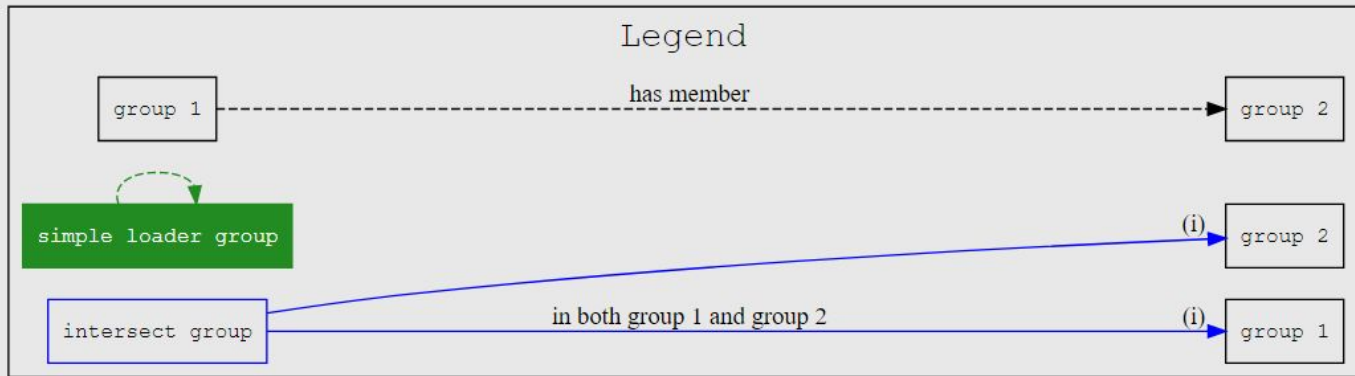 Legend
group 1
has member
group 2
simple loader group
(i)
group 2
intersect group
in both group 1 and group 2
(i)
group 1